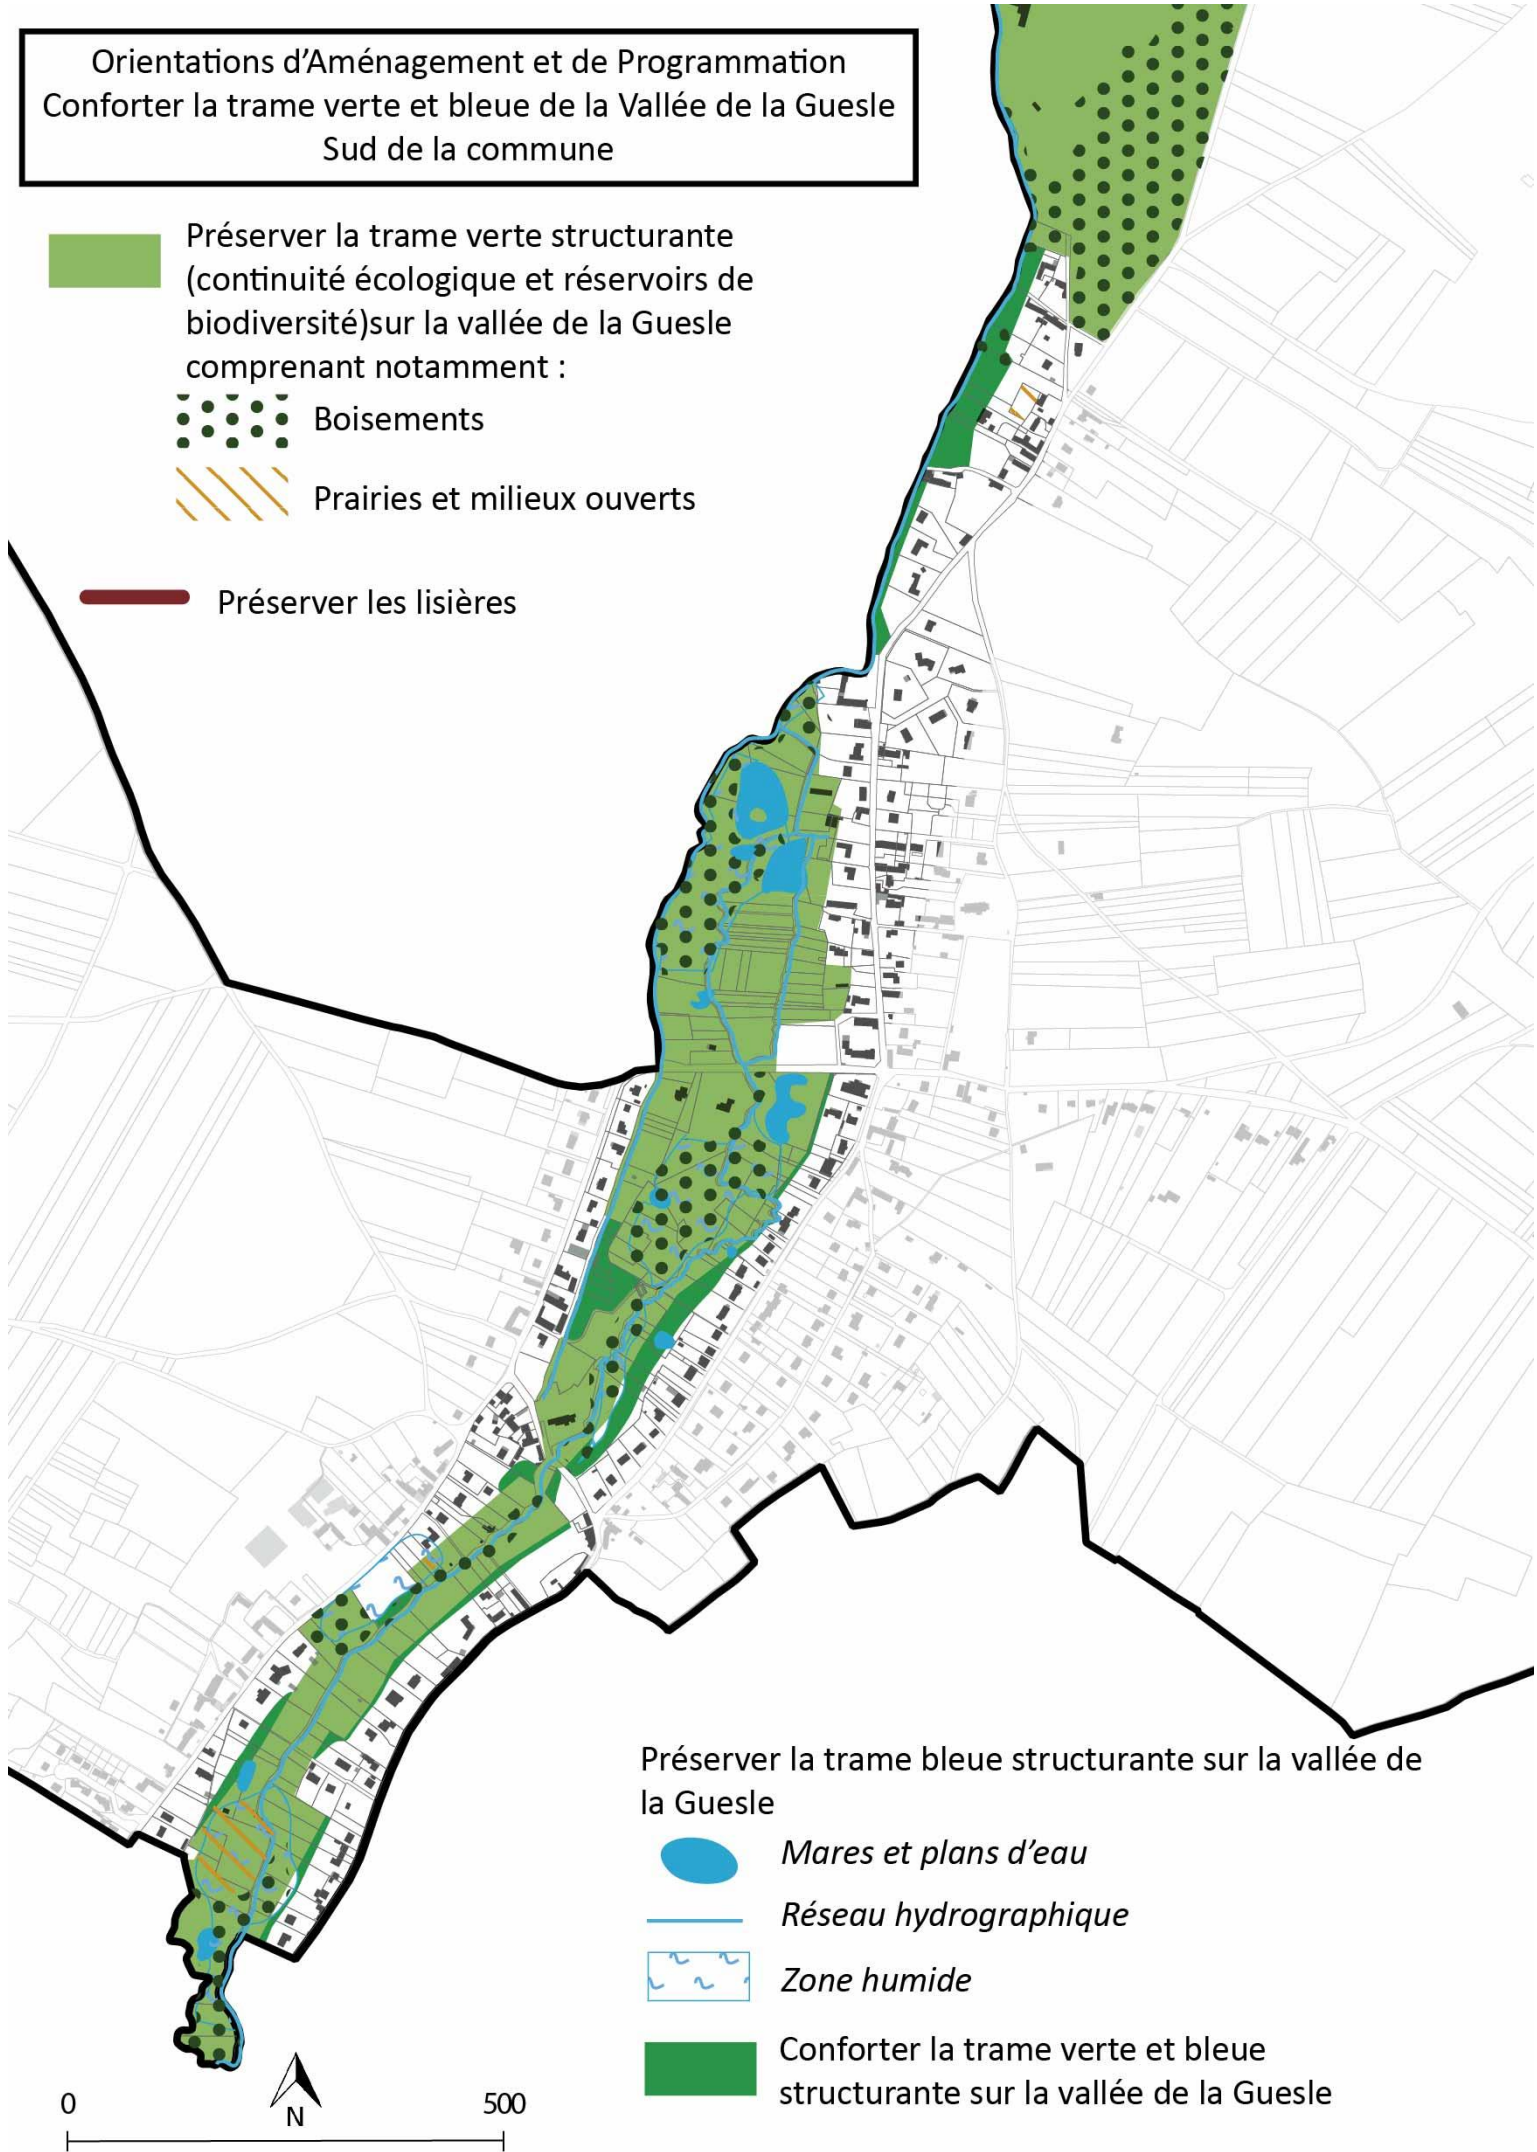 Orientations d'Aménagement et de Programmation
Conforter la trame verte et bleue de la Vallée de la Guesle
Sud de la commune
Préserver la trame verte structurante
(continuité écologique et réservoirs de
biodiversité)sur la vallée de la Guesle
comprenant notamment :
Boisements
Prairies et milieux ouverts
Préserver les lisières
Préserver la trame bleue structurante sur la vallée de
la Guesle
Mares et plans d'eau
Réseau hydrographique
Zone humide
Conforter la trame verte et bleue
structurante sur la vallée de la Guesle
0
N
500